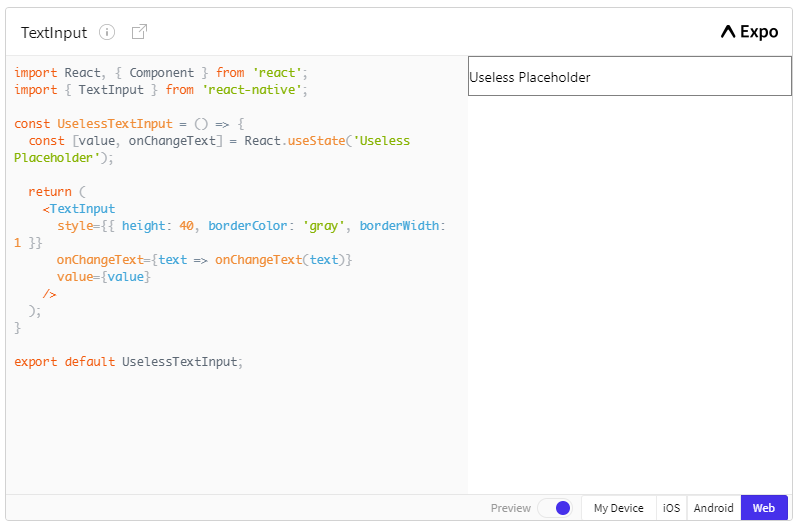 TextInput
Expo
import React, { Component } from 'react';
import { TextInput } from 'react-native';
const UselessTextInput = () => {
const [value, onChangeText] = React.useState('Useless
Placeholder');
return (
<TextInput
style={{ height: 40, borderColor: 'gray', borderWidth:
1 }}
onChangeText={text => onChangeText(text)}
value={value}
/>
);
}
export default UselessTextInput;
Useless Placeholder
Preview My Device iOS Android Web